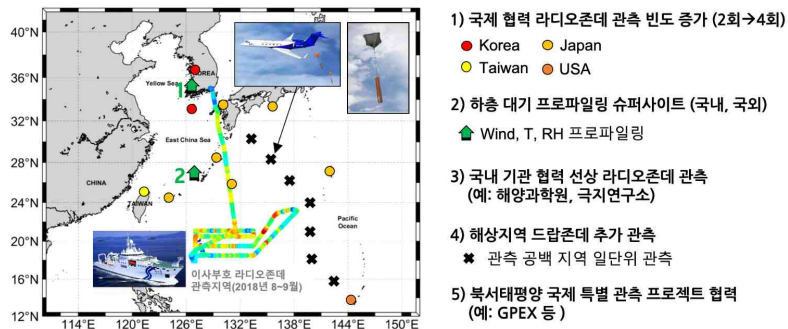 40°N
36°N
32°N
28°N
24°N
20°N
16°N
12°N
114°E 120°E 126°E 132°E 138°E 144°E 150°E
KOREA
Yellow Sea
1
East China Sea
2
CHINA
TAIWAN
Pacific
Ocean
이사부호 라디오존데
관측지역(2018년 8~9월)
1) 국제 협력 라디오존데 관측 빈도 증가 (2회→4회)
Korea Japan
Taiwan USA
2) 하층 대기 프로파일링 슈퍼사이트 (국내, 국외)
Wind, T, RH 프로파일링
3) 국내 기관 협력 선상 라디오존데 관측
(예: 해양과학원, 극지연구소)
4) 해상지역 드랍존데 추가 관측
관측 공백 지역 일단위 관측
5) 북서태평양 국제 특별 관측 프로젝트 협력
(예: GPEX 등 )